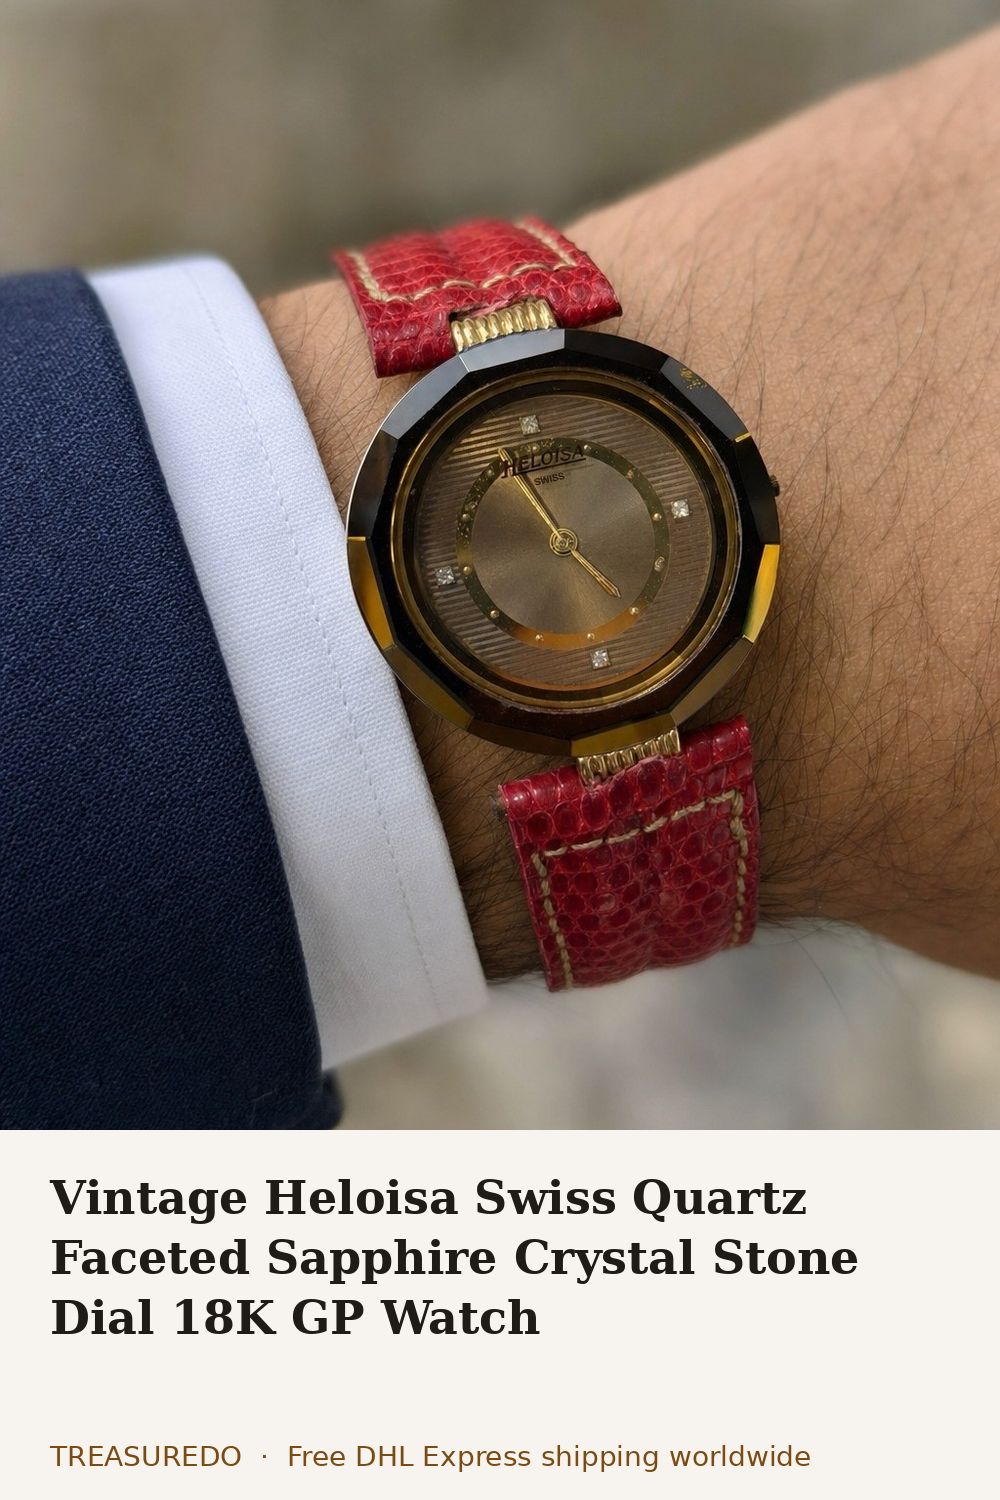 HELOISA
SWISS
Vintage Heloisa Swiss Quartz
Faceted Sapphire Crystal Stone
Dial 18K GP Watch
TREASUREDO · Free DHL Express shipping worldwide